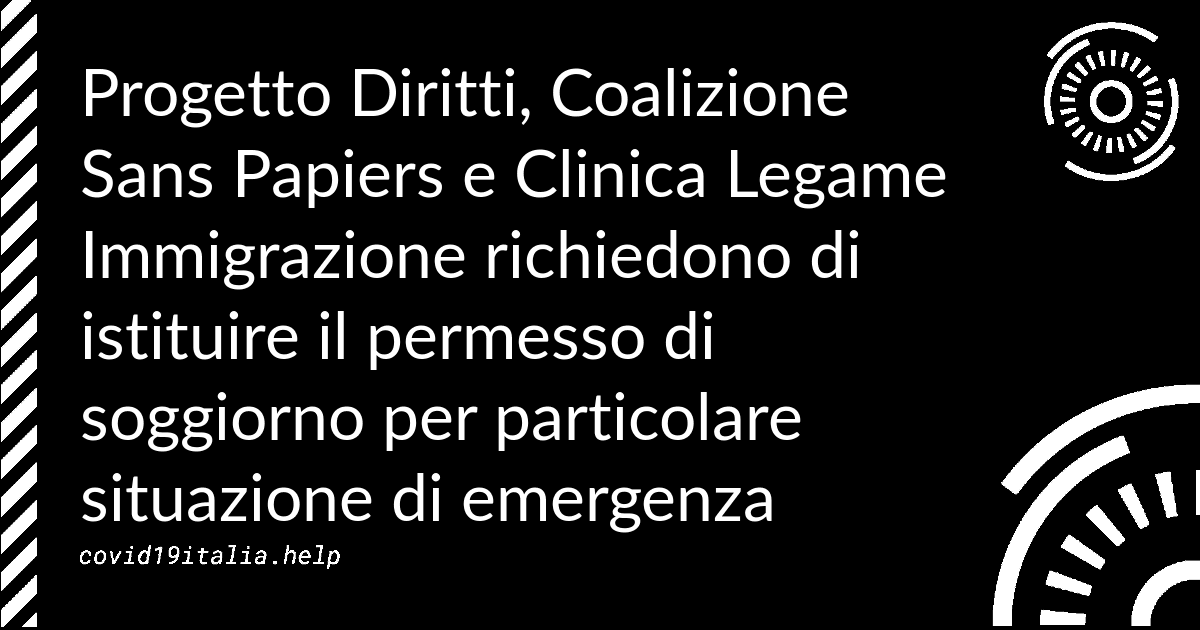 Progetto Diritti, Coalizione
Sans Papiers e Clinica Legame
Immigrazione richiedono di
istituire il permesso di
soggiorno per particolare
situazione di emergenza
covid19italia.help